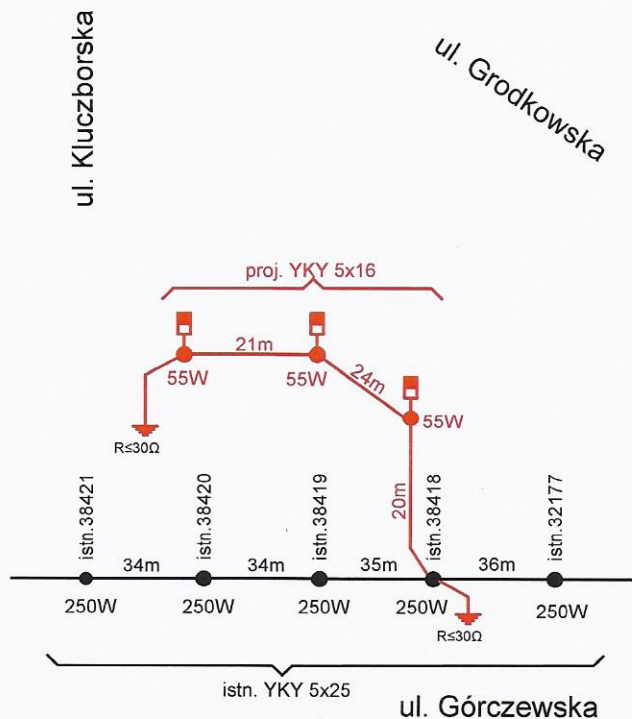 ul. Kluczborska
ul. Grodkowska
proj. YKY 5x16
21m
55W
55W
24m
55W
R≤30Ω
20m
istn.38421
istn.38420
istn.38419
istn.38418
istn.32177
34m
34m
35m
36m
250W
250W
250W
250W
250W
R≤30Ω
istn. YKY 5x25
ul. Górczewska